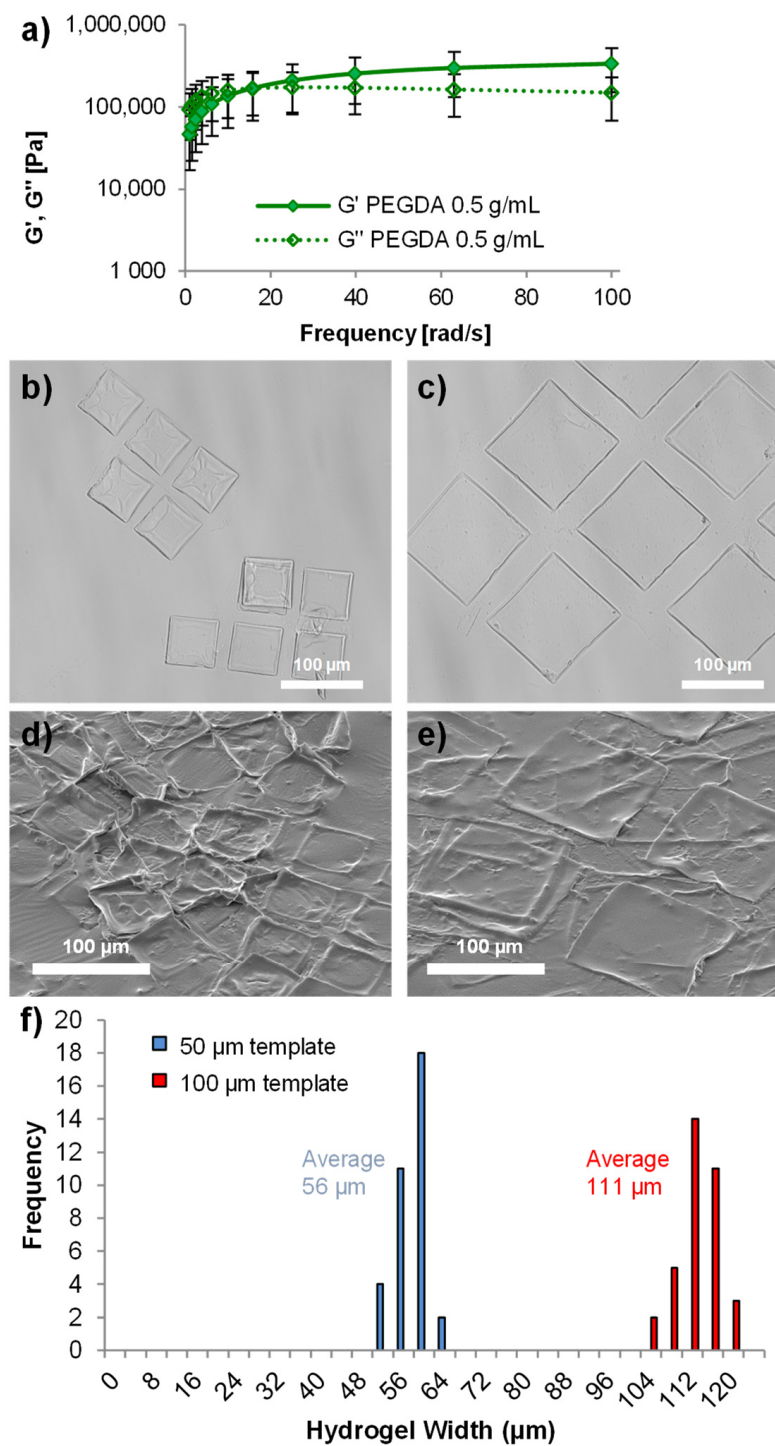 a)
1,000,000
100,000
10,000
1 000
G', G" [Pa]
G' PEGDA 0.5 g/mL
G" PEGDA 0.5 g/mL
0
20
40
60
80
100
Frequency [rad/s]
b)
100 µm
c)
100 µm
d)
100 µm
e)
100 µm
f)
20
18
16
14
12
10
8
6
4
2
0
Frequency
50 µm template
100 µm template
Average
56 µm
Average
111 µm
0
8
16
24
32
40
48
56
64
72
80
88
96
104
112
120
Hydrogel Width (µm)